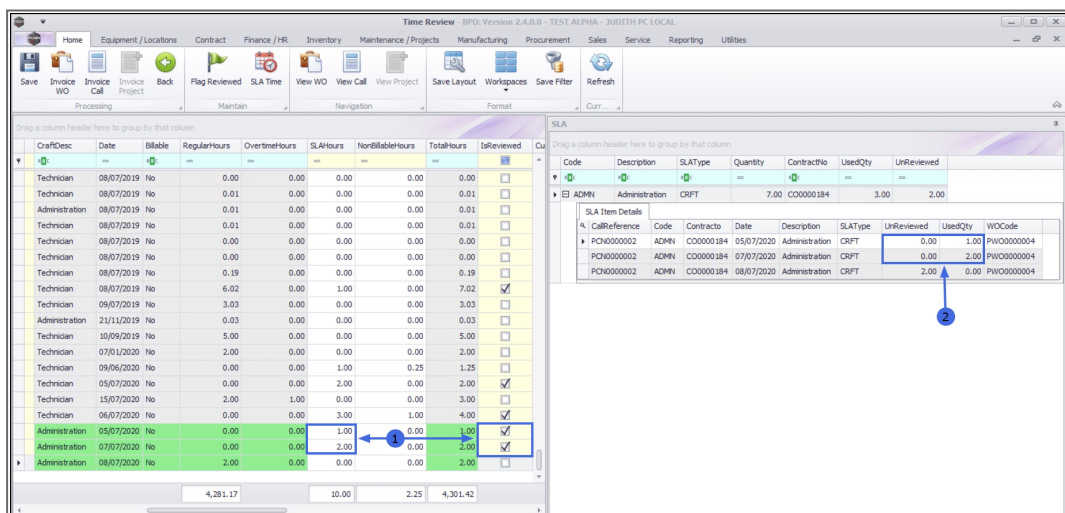 Time Review - BPO: Version 2.4.0.0 - TEST ALPHA - JUDITH PC LOCAL
Home Equipment / Locations Contract Finance / HR Inventory Maintenance / Projects Manufacturing Procurement Sales Service Reporting Utilities
Save Invoice WO Invoice Call Invoice Project Back Flag Reviewed SLA Time View WO View Call View Project Save Layout Workspaces Save Filter Refresh
Processing Maintain Navigation Format Curr...
Drag a column header here to group by that column
CraftDesc Date Billable RegularHours OvertimeHours SLAHours NonBillableHours TotalHours IsReviewed Cu
Technician 08/07/2019 No 0.00 0.00 0.00 0.00 0.00
Technician 08/07/2019 No 0.01 0.00 0.00 0.00 0.01
Administration 08/07/2019 No 0.01 0.00 0.00 0.00 0.01
Technician 08/07/2019 No 0.01 0.00 0.00 0.00 0.01
Technician 08/07/2019 No 0.00 0.00 0.00 0.00 0.00
Technician 08/07/2019 No 0.19 0.00 0.00 0.00 0.19
Technician 08/07/2019 No 6.02 0.00 1.00 0.00 7.02
Technician 09/07/2019 No 3.03 0.00 0.00 0.00 3.03
Administration 21/11/2019 No 0.03 0.00 0.00 0.00 0.03
Technician 10/09/2019 No 5.00 0.00 0.00 0.00 5.00
Technician 07/01/2020 No 2.00 0.00 0.00 0.00 2.00
Technician 09/06/2020 No 0.00 0.00 1.00 0.25 1.25
Technician 05/07/2020 No 0.00 0.00 2.00 0.00 2.00
Technician 15/07/2020 No 2.00 1.00 0.00 0.00 3.00
Technician 06/07/2020 No 0.00 0.00 3.00 1.00 4.00
Administration 05/07/2020 No 0.00 0.00 1.00 0.00 1.00
1
Administration 07/07/2020 No 0.00 0.00 2.00 0.00 2.00
Administration 08/07/2020 No 2.00 0.00 0.00 0.00 2.00
4,281.17 10.00 2.25 4,301.42
SLA
Drag a column header here to group by that column
Code Description SLAType Quantity ContractNo UsedQty UnReviewed
ADMN Administration CRFT 7.00 CO0000184 3.00 2.00
SLA Item Details
CallReference Code Contracto Date Description SLAType UnReviewed UsedQty WOCode
PCN0000002 ADMN CO0000184 05/07/2020 Administration CRFT 0.00 1.00 PWO0000004
PCN0000002 ADMN CO0000184 07/07/2020 Administration CRFT 0.00 2.00 PWO0000004
PCN0000002 ADMN CO0000184 08/07/2020 Administration CRFT 2.00 0.00 PWO0000004
2